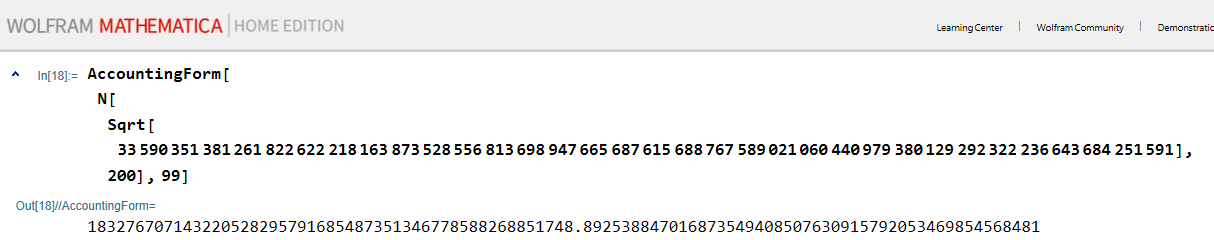 WOLFRAM MATHEMATICA | HOME EDITION Learning Center | Wolfram Community | Demonstratio
In[18]:= AccountingForm[
N[
Sqrt[
33 590 351 381 261 822 622 218 163 873 528 556 813 698 947 665 687 615 688 767 589 021 060 440 979 380 129 292 322 236 643 684 251 591],
200], 99]
Out[18]//AccountingForm=
183276707143220528295791685487351346778588268851748.892538847016873549408507630915792053469854568481